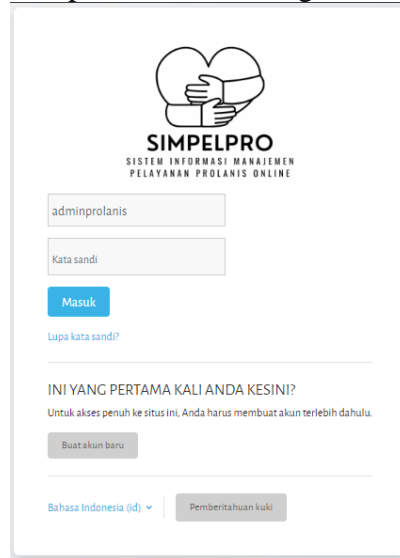 SIMPELPRO
SISTEM INFORMASI MANAJEMEN
PELAYANAN PROLANIS ONLINE
adminprolanis
Kata sandi
Masuk
Lupa kata sandi?
INI YANG PERTAMA KALI ANDA KESINI?
Untuk akses penuh ke situs ini, Anda harus membuat akun terlebih dahulu.
Buat akun baru
Bahasa Indonesia (id)
Pemberitahuan kuki